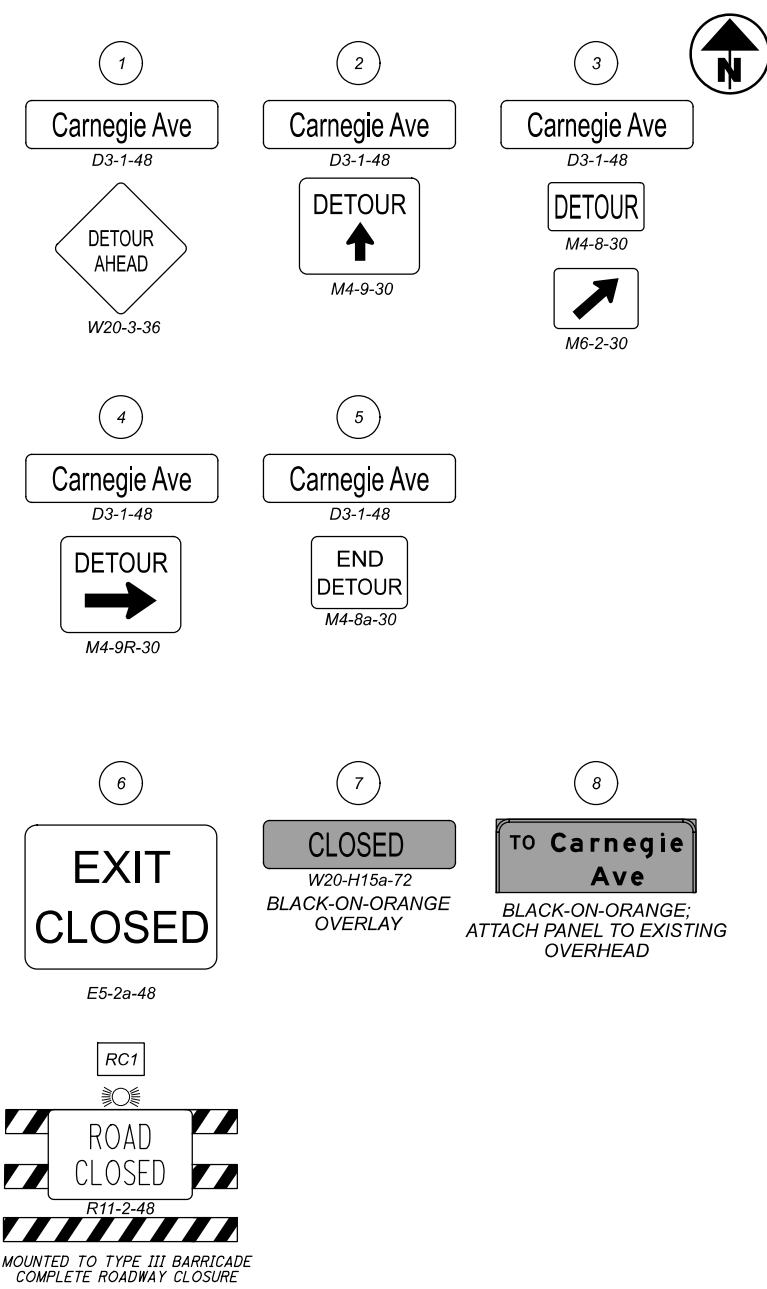 N
1
Carnegie Ave
D3-1-48
DETOUR
AHEAD
W20-3-36
2
Carnegie Ave
D3-1-48
DETOUR
M4-9-30
3
Carnegie Ave
D3-1-48
DETOUR
M4-8-30
M6-2-30
4
Carnegie Ave
D3-1-48
DETOUR
M4-9R-30
5
Carnegie Ave
D3-1-48
END
DETOUR
M4-8a-30
6
EXIT
CLOSED
E5-2a-48
7
CLOSED
W20-H15a-72
BLACK-ON-ORANGE
OVERLAY
8
TO Carnegie
Ave
BLACK-ON-ORANGE;
ATTACH PANEL TO EXISTING
OVERHEAD
RC1
ROAD
CLOSED
R11-2-48
MOUNTED TO TYPE III BARRICADE
COMPLETE ROADWAY CLOSURE